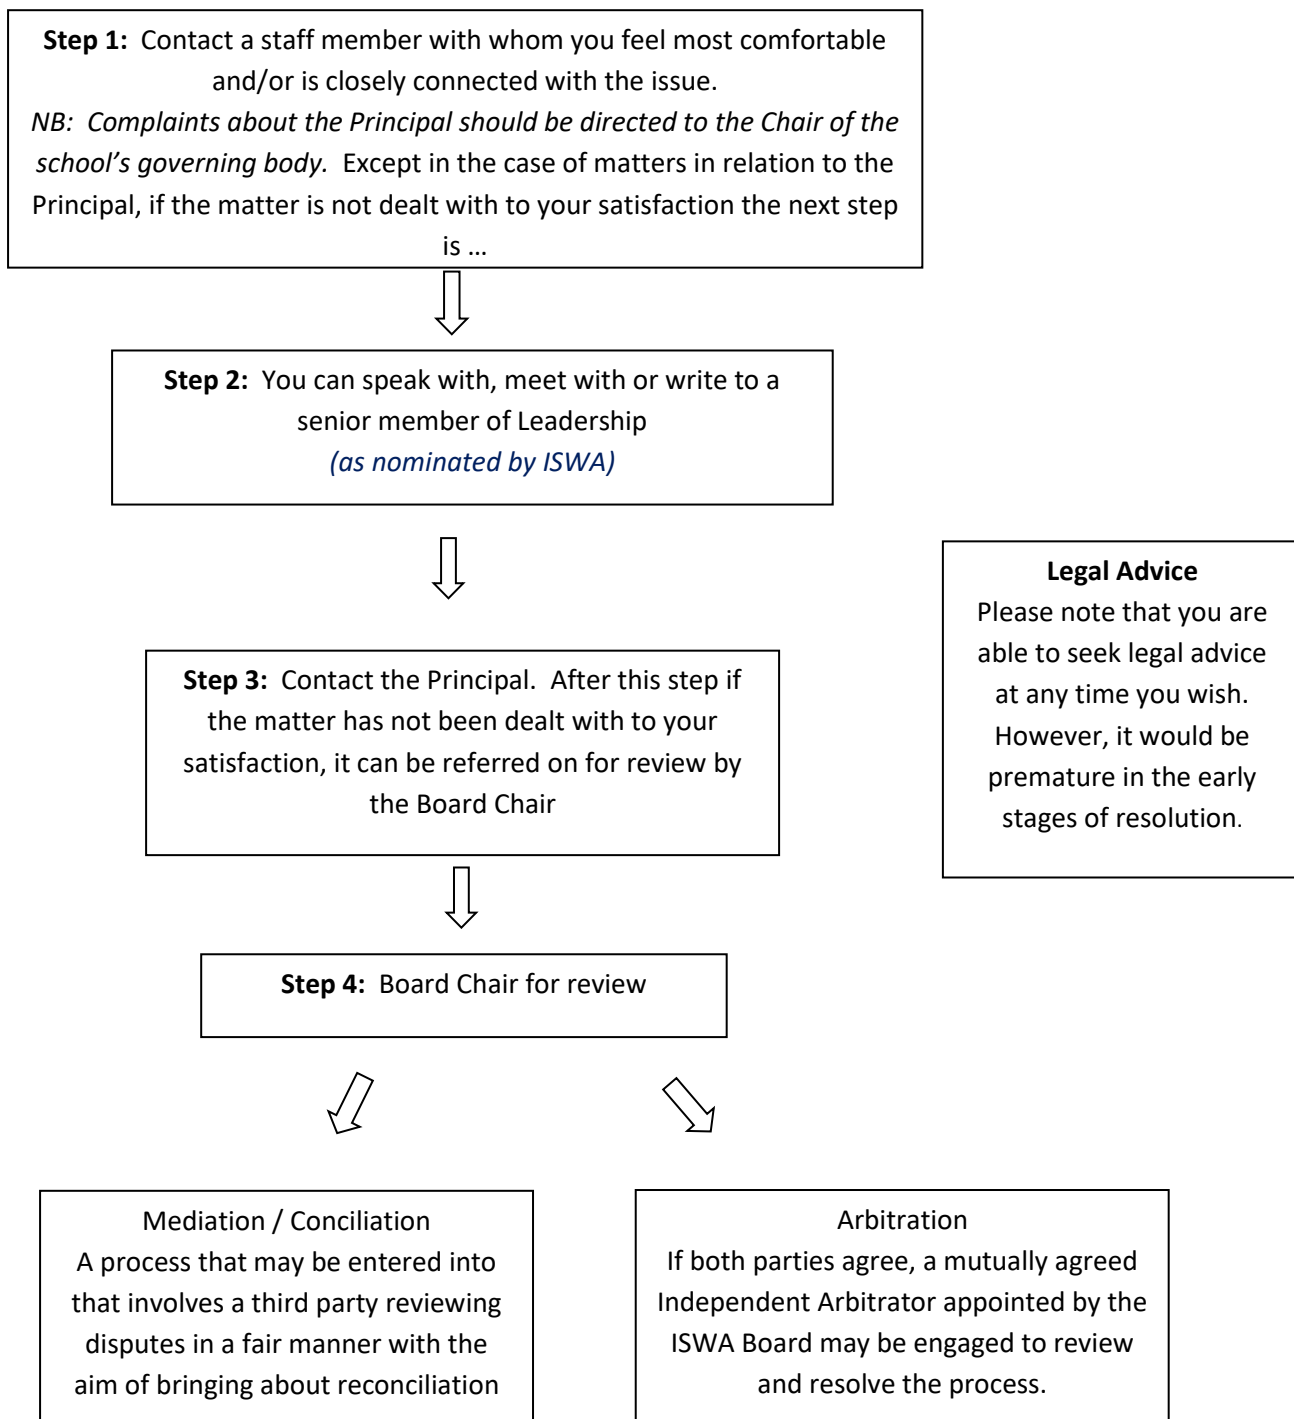 Step 1: Contact a staff member with whom you feel most comfortable
and/or is closely connected with the issue.
NB: Complaints about the Principal should be directed to the Chair of the
school’s governing body. Except in the case of matters in relation to the
Principal, if the matter is not dealt with to your satisfaction the next step
is ...
Step 2: You can speak with, meet with or write to a
senior member of Leadership
(as nominated by ISWA)
Legal Advice
Please note that you are
able to seek legal advice
at any time you wish.
However, it would be
premature in the early
stages of resolution.
Step 3: Contact the Principal. After this step if
the matter has not been dealt with to your
satisfaction, it can be referred on for review by
the Board Chair
Step 4: Board Chair for review
Mediation / Conciliation
A process that may be entered into
that involves a third party reviewing
disputes in a fair manner with the
aim of bringing about reconciliation
Arbitration
If both parties agree, a mutually agreed
Independent Arbitrator appointed by the
ISWA Board may be engaged to review
and resolve the process.